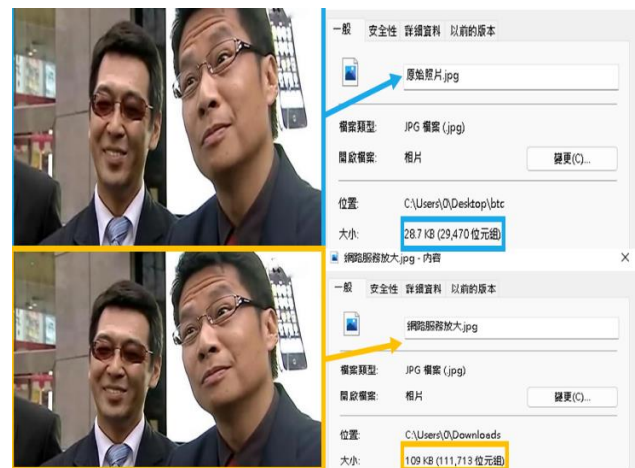 一般 安全性 詳細資料 以前的版本
原始照片.jpg
檔案類型: JPG 檔案 (.jpg)
開啟檔案: 相片 變更(C)...
位置: C:\Users\0\Desktop\btc
大小: 28.7 KB (29,470 位元組)
網路服務放大.jpg - 內容 X
一般 安全性 詳細資料 以前的版本
網路服務放大.jpg
檔案類型: JPG 檔案 (.jpg)
開啟檔案: 相片 變更(C)...
位置: C:\Users\0\Downloads
大小: 109 KB (111,713 位元組)